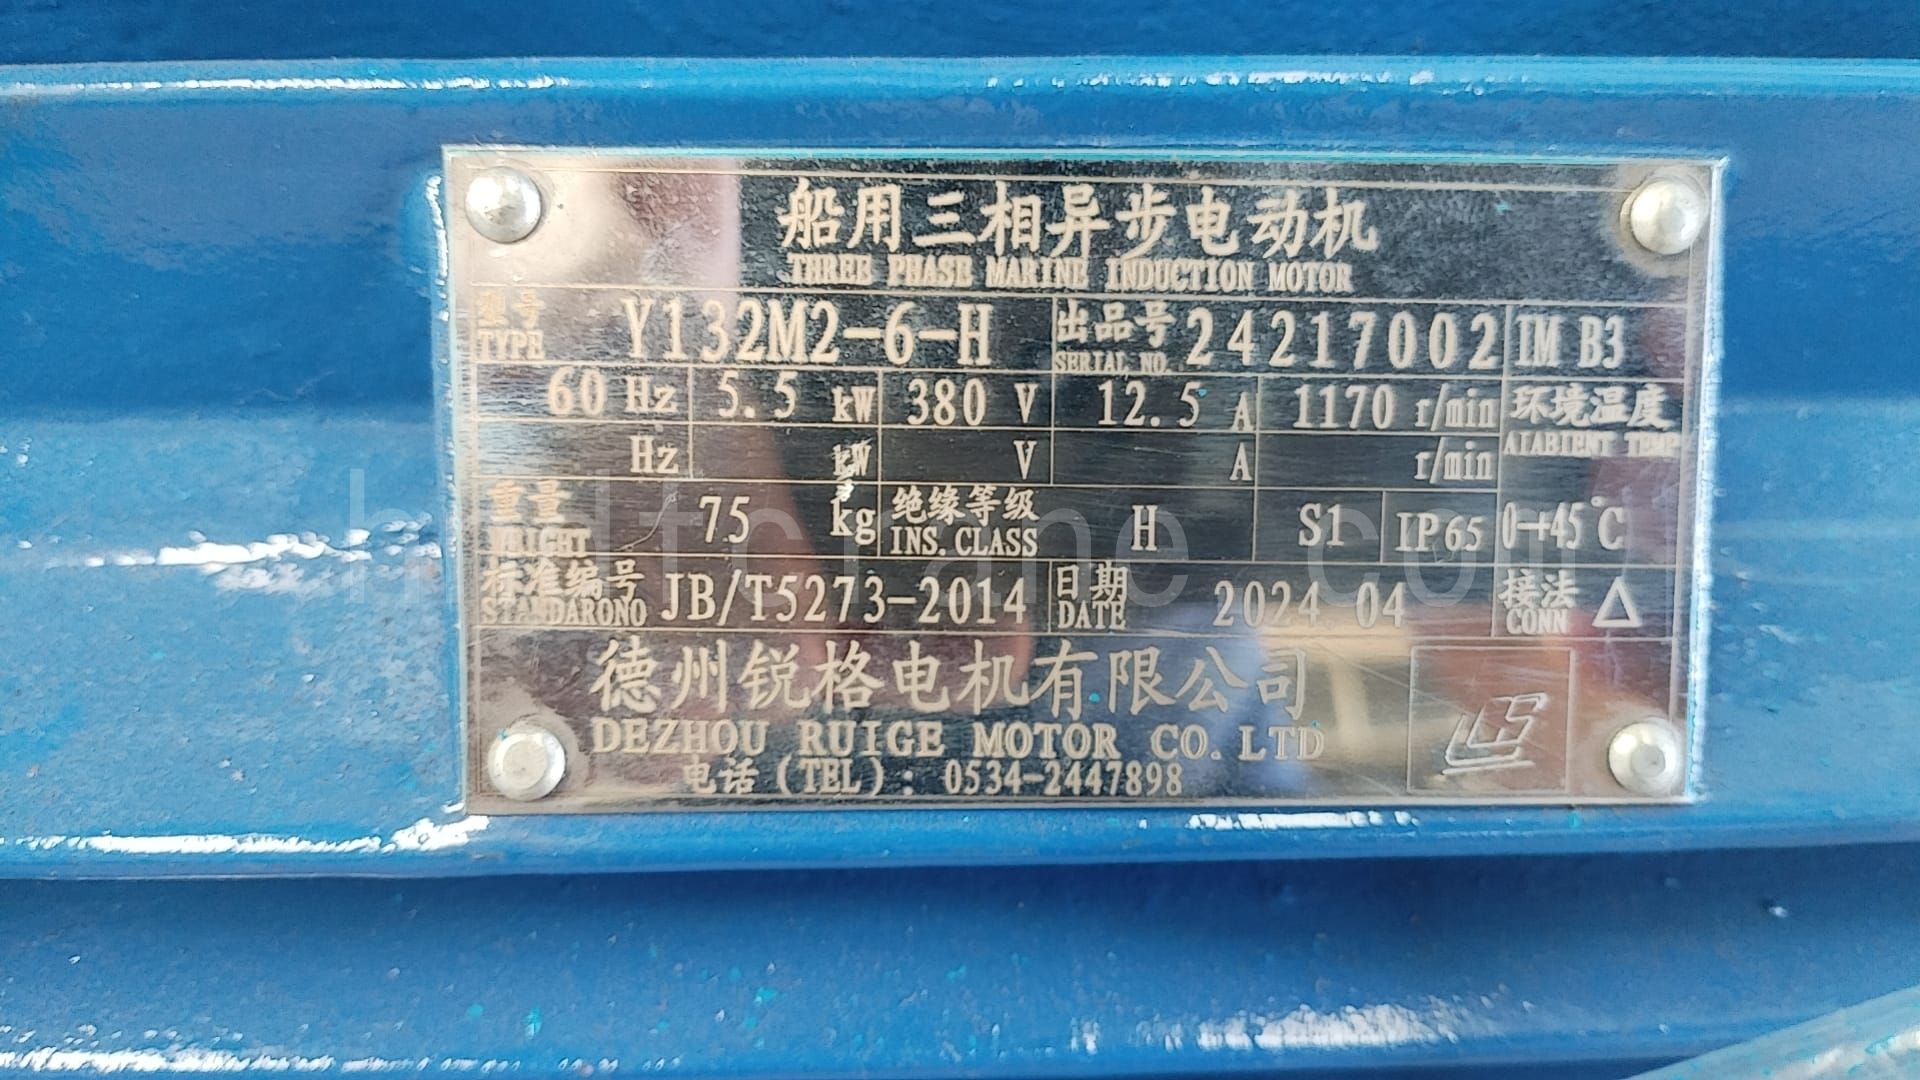 船用三相异步电动机
THREE PHASE MARINE INDUCTION MOTOR
型号 TYPE Y132M2-6-H 出品号 SERIAL NO. 24217002 IM B3
60 Hz 5.5 kW 380 V 12.5 A 1170 r/min 环境温度
Hz kW V A r/min AIABIENT TEMP
重量 WEIGHT 75 kg 绝缘等级 INS. CLASS H S1 IP65 0-+45℃
标准编号 STANDARONO JB/T5273-2014 日期 DATE 2024.04 接法 CONN △
德州锐格电机有限公司
DEZHOU RUIGE MOTOR CO. LTD
电话 (TEL): 0534-2447898